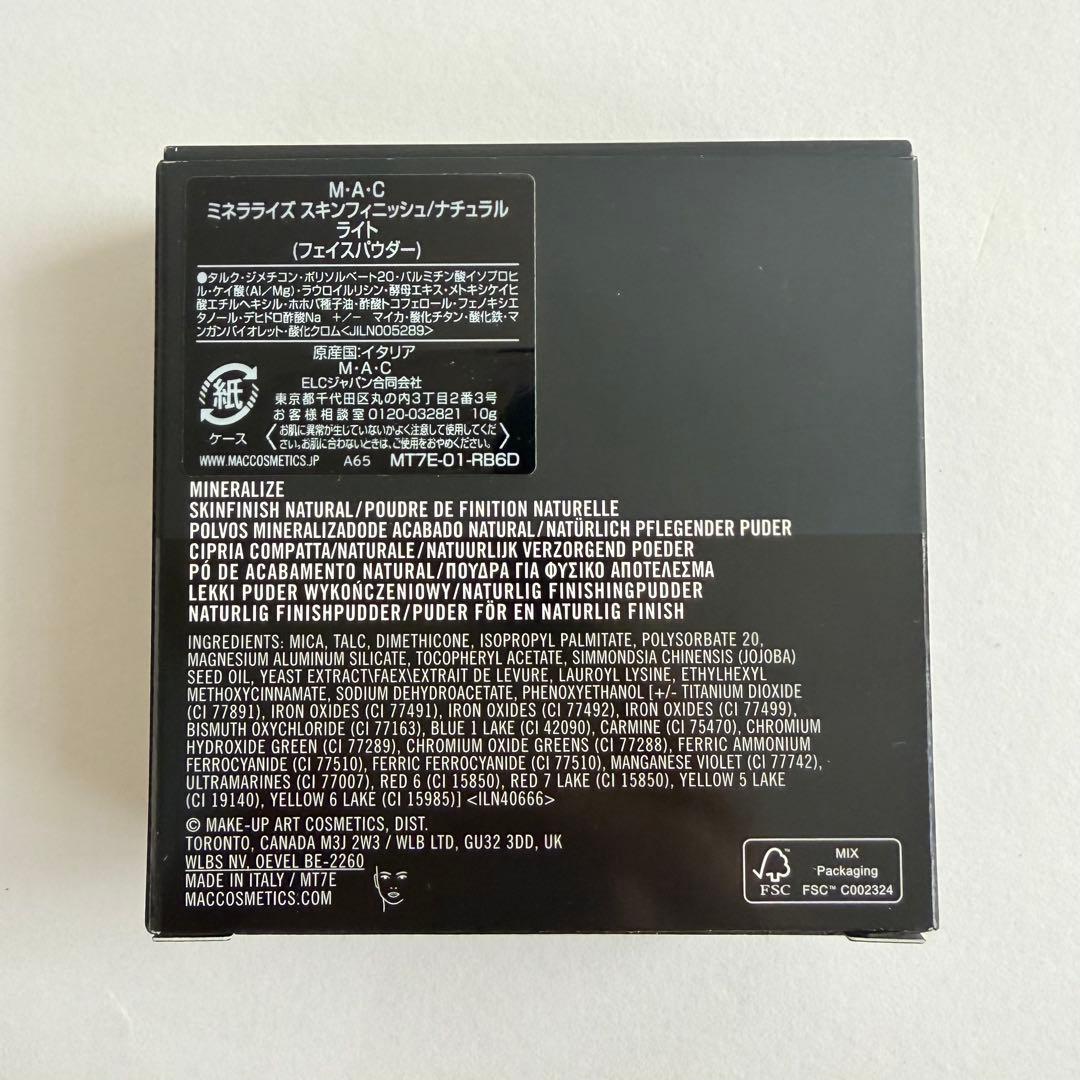 M·A·C
ミネラライズ スキンフィニッシュ/ナチュラル
ライト
(フェイスパウダー)
●タルク・ジメチコン・ポリソルベート20・パルミチン酸イソプロピ
ル・ケイ酸(Al/Mg)・ラウロイルリシン・酵母エキス・メトキシケイヒ
酸エチルヘキシル・ホホバ種子油・酢酸トコフェロール・フェノキシエ
タノール・デヒドロ酢酸Na +/− マイカ・酸化チタン・酸化鉄・マ
ンガンバイオレット・酸化クロム<JILN005289>
原産国:イタリア
M·A·C
ELCジャパン合同会社
東京都千代田区丸の内3丁目2番3号
お客様相談室0120-032821 10g
紙
ケース
お肌に異常が生じていないかよく注意して使用してくだ
さい。お肌に合わないときは、ご使用をおやめください。
WWW.MACCOSMETICS.JP A65 MT7E-01-RB6D
MINERALIZE
SKINFINISH NATURAL/POUDRE DE FINITION NATURELLE
POLVOS MINERALIZADODE ACABADO NATURAL/NATÜRLICH PFLEGENDER PUDER
CIPRIA COMPATTA/NATURALE/NATUURLIJK VERZORGEND POEDER
PÓ DE ACABAMENTO NATURAL/ΠΟΥΔΡΑ ΓΙΑ ΦΥΣΙΚΟ ΑΠΟΤΕΛΕΣΜΑ
LEKKI PUDER WYKOŃCZENIOWY/NATURLIG FINISHINGPUDDER
NATURLIG FINISHPUDDER/PUDER FÖR EN NATURLIG FINISH
INGREDIENTS: MICA, TALC, DIMETHICONE, ISOPROPYL PALMITATE, POLYSORBATE 20,
MAGNESIUM ALUMINUM SILICATE, TOCOPHERYL ACETATE, SIMMONDSIA CHINENSIS (JOJOBA)
SEED OIL, YEAST EXTRACT\FAEX\EXTRAIT DE LEVURE, LAUROYL LYSINE, ETHYLHEXYL
METHOXYCINNAMATE, SODIUM DEHYDROACETATE, PHENOXYETHANOL [+/- TITANIUM DIOXIDE
(CI 77891), IRON OXIDES (CI 77491), IRON OXIDES (CI 77492), IRON OXIDES (CI 77499),
BISMUTH OXYCHLORIDE (CI 77163), BLUE 1 LAKE (CI 42090), CARMINE (CI 75470), CHROMIUM
HYDROXIDE GREEN (CI 77289), CHROMIUM OXIDE GREENS (CI 77288), FERRIC AMMONIUM
FERROCYANIDE (CI 77510), FERRIC FERROCYANIDE (CI 77510), MANGANESE VIOLET (CI 77742),
ULTRAMARINES (CI 77007), RED 6 (CI 15850), RED 7 LAKE (CI 15850), YELLOW 5 LAKE
(CI 19140), YELLOW 6 LAKE (CI 15985)] <ILN40666>
© MAKE-UP ART COSMETICS, DIST.
TORONTO, CANADA M3J 2W3 / WLB LTD, GU32 3DD, UK
WLBS NV, OEVEL BE-2260
MADE IN ITALY / MT7E
MACCOSMETICS.COM
FSC™
MIX
Packaging
FSC™ C002324